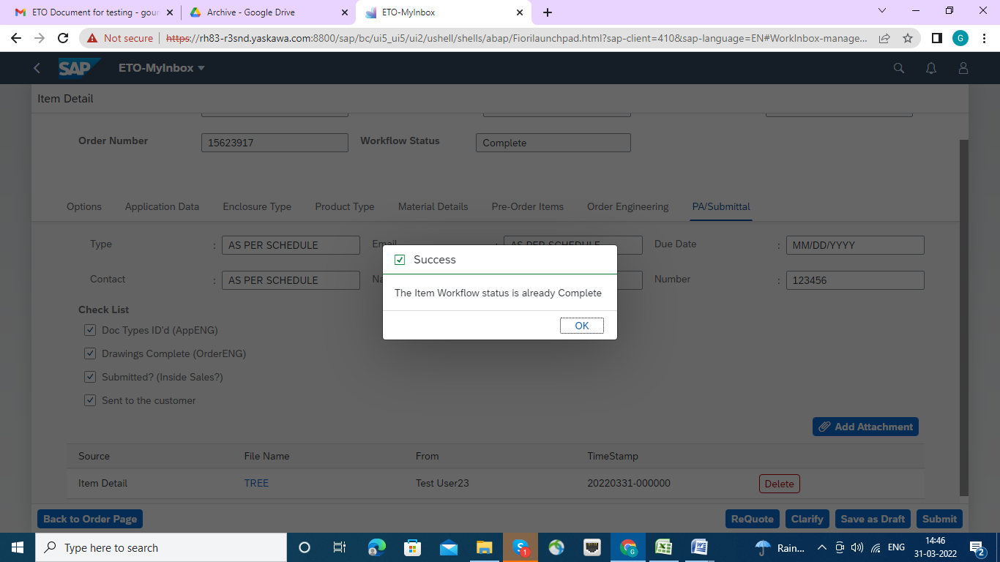 ETO Document for testing - gour
Archive - Google Drive
ETO-MyInbox
Not secure
https://rh83-r3snd.yaskawa.com:8800/sap/bc/ui5_ui5/ui2/ushell/shells/abap/Fiorilaunchpad.html?sap-client=410&sap-language=EN#WorkInbox-manage...
G
SAP
ETO-MyInbox
Item Detail
Order Number
15623917
Workflow Status
Complete
Options
Application Data
Enclosure Type
Product Type
Material Details
Pre-Order Items
Order Engineering
PA/Submittal
Type : AS PER SCHEDULE
Email : AS PER SCHEDULE
Due Date : MM/DD/YYYY
Contact : AS PER SCHEDULE
Number : 123456
Success
The Item Workflow status is already Complete
OK
Check List
Doc Types ID'd (AppENG)
Drawings Complete (OrderENG)
Submitted? (Inside Sales?)
Sent to the customer
Add Attachment
Source File Name From TimeStamp
Item Detail TREE Test User23 20220331-000000 Delete
Back to Order Page
ReQuote
Clarify
Save as Draft
Submit
Type here to search
1
G
Rain...
ENG
14:46
31-03-2022
2